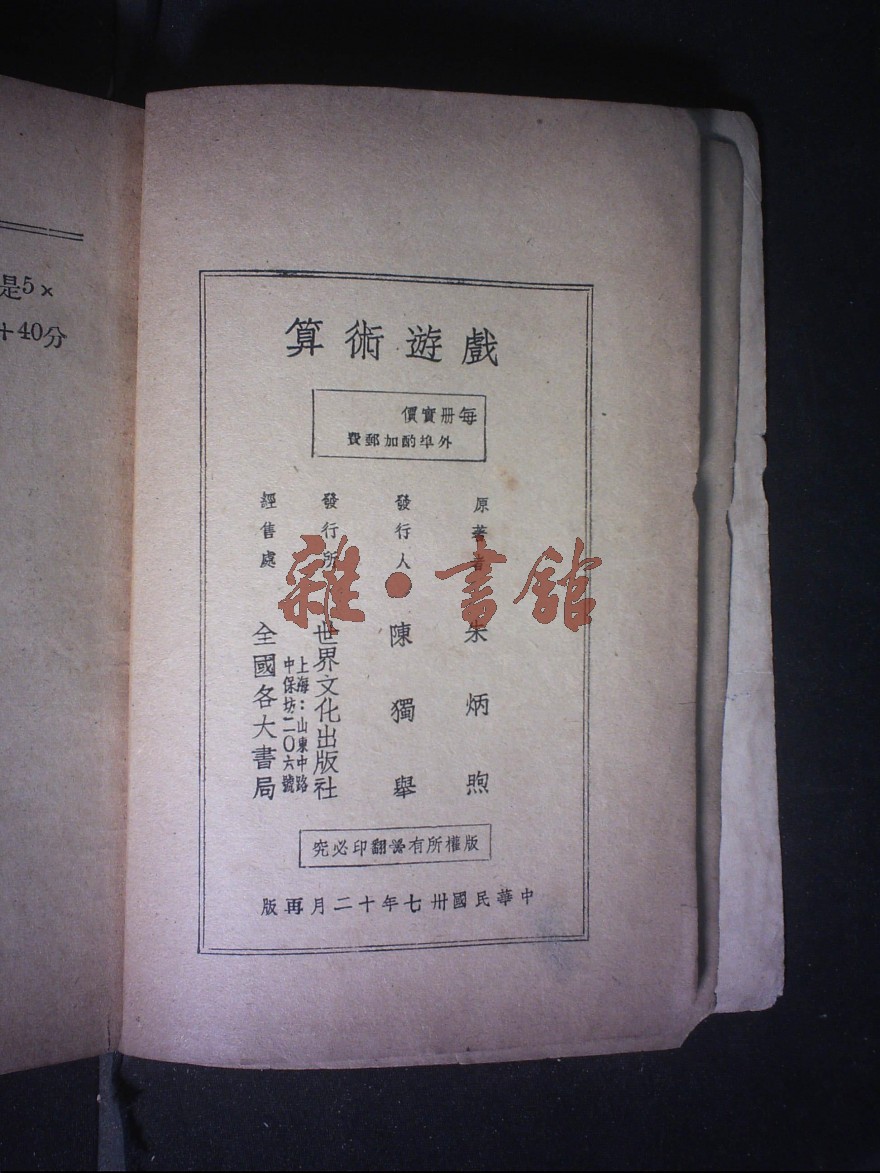 是5×
+40分
算術遊戲
每冊實價
外埠酌加郵費
原著者 朱炳煦
發行人 陳獨舉
發行所 世界文化出版社
上海：山東中路
中保坊二〇六號
經售處 全國各大書局
版權所有翻印必究
中華民國卅七年十二月再版
雜·書館